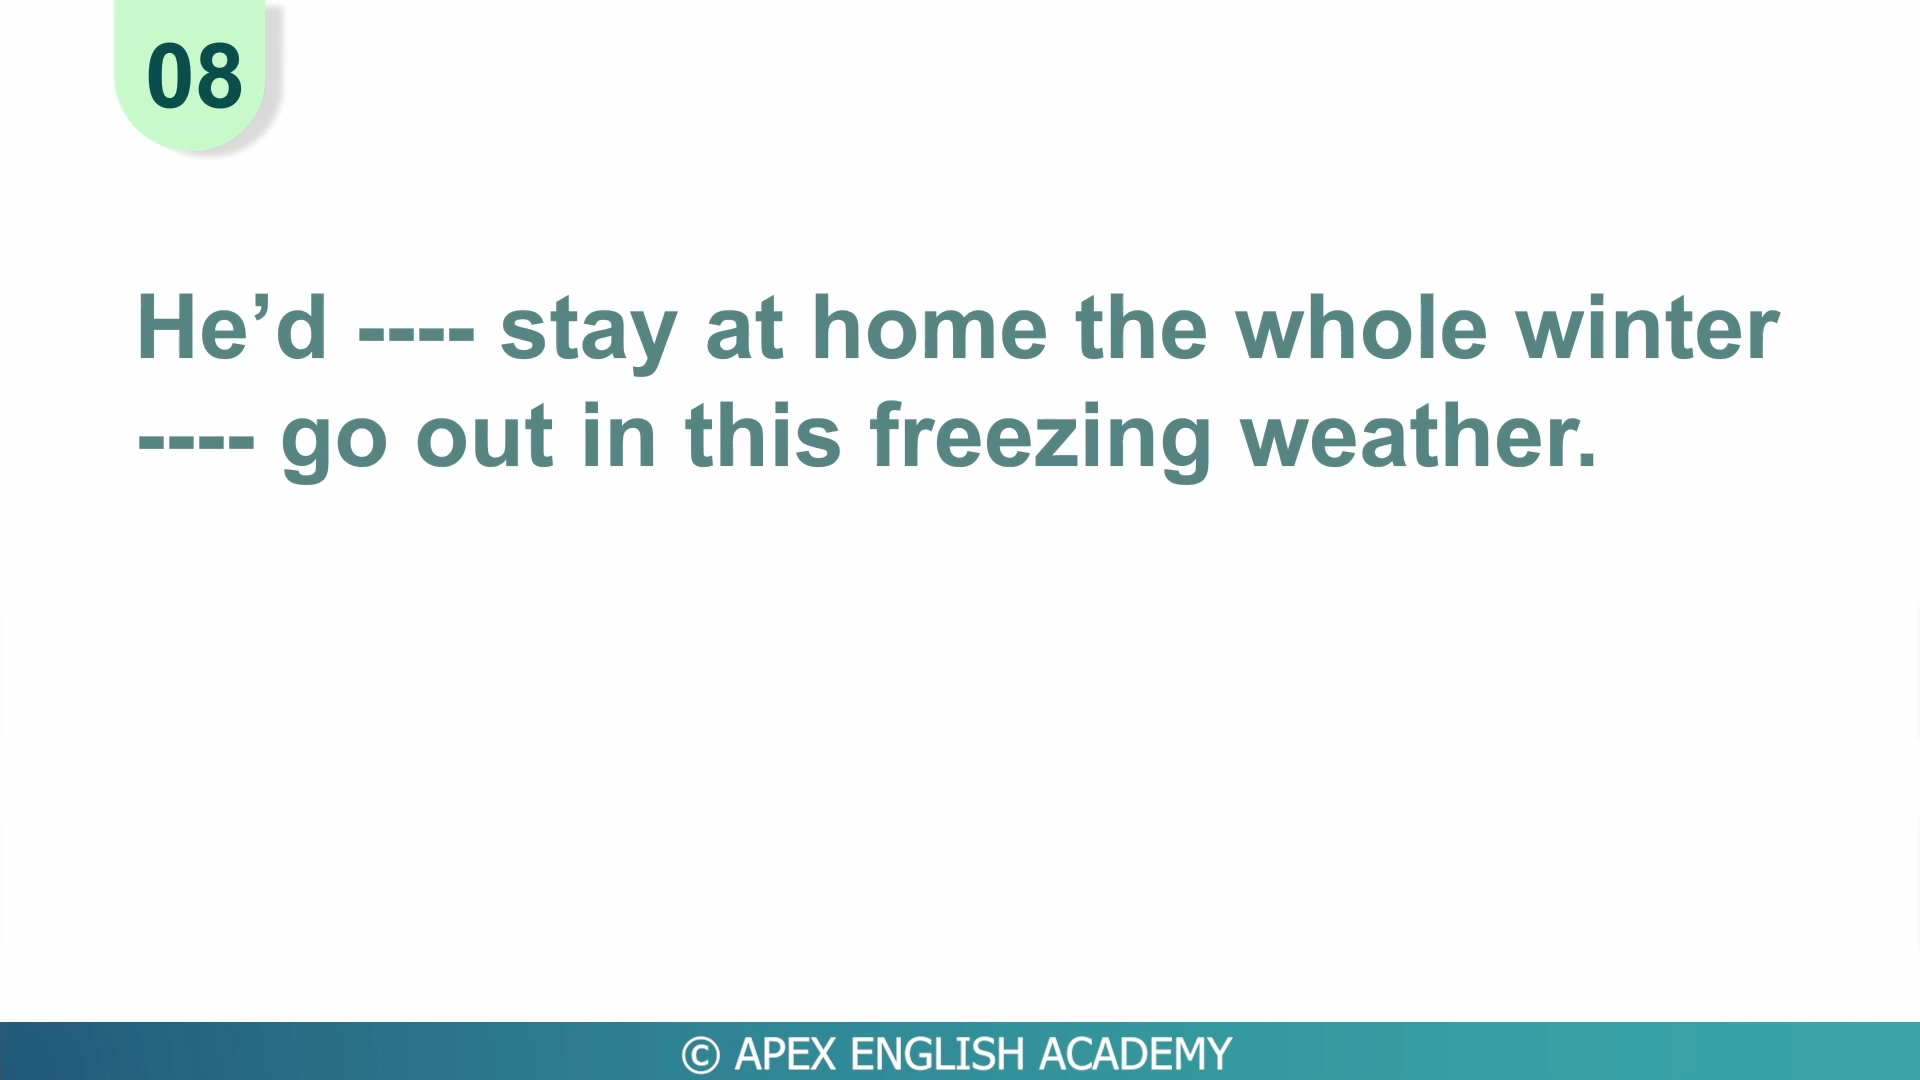 08
He’d ---- stay at home the whole winter
---- go out in this freezing weather.
© APEX ENGLISH ACADEMY